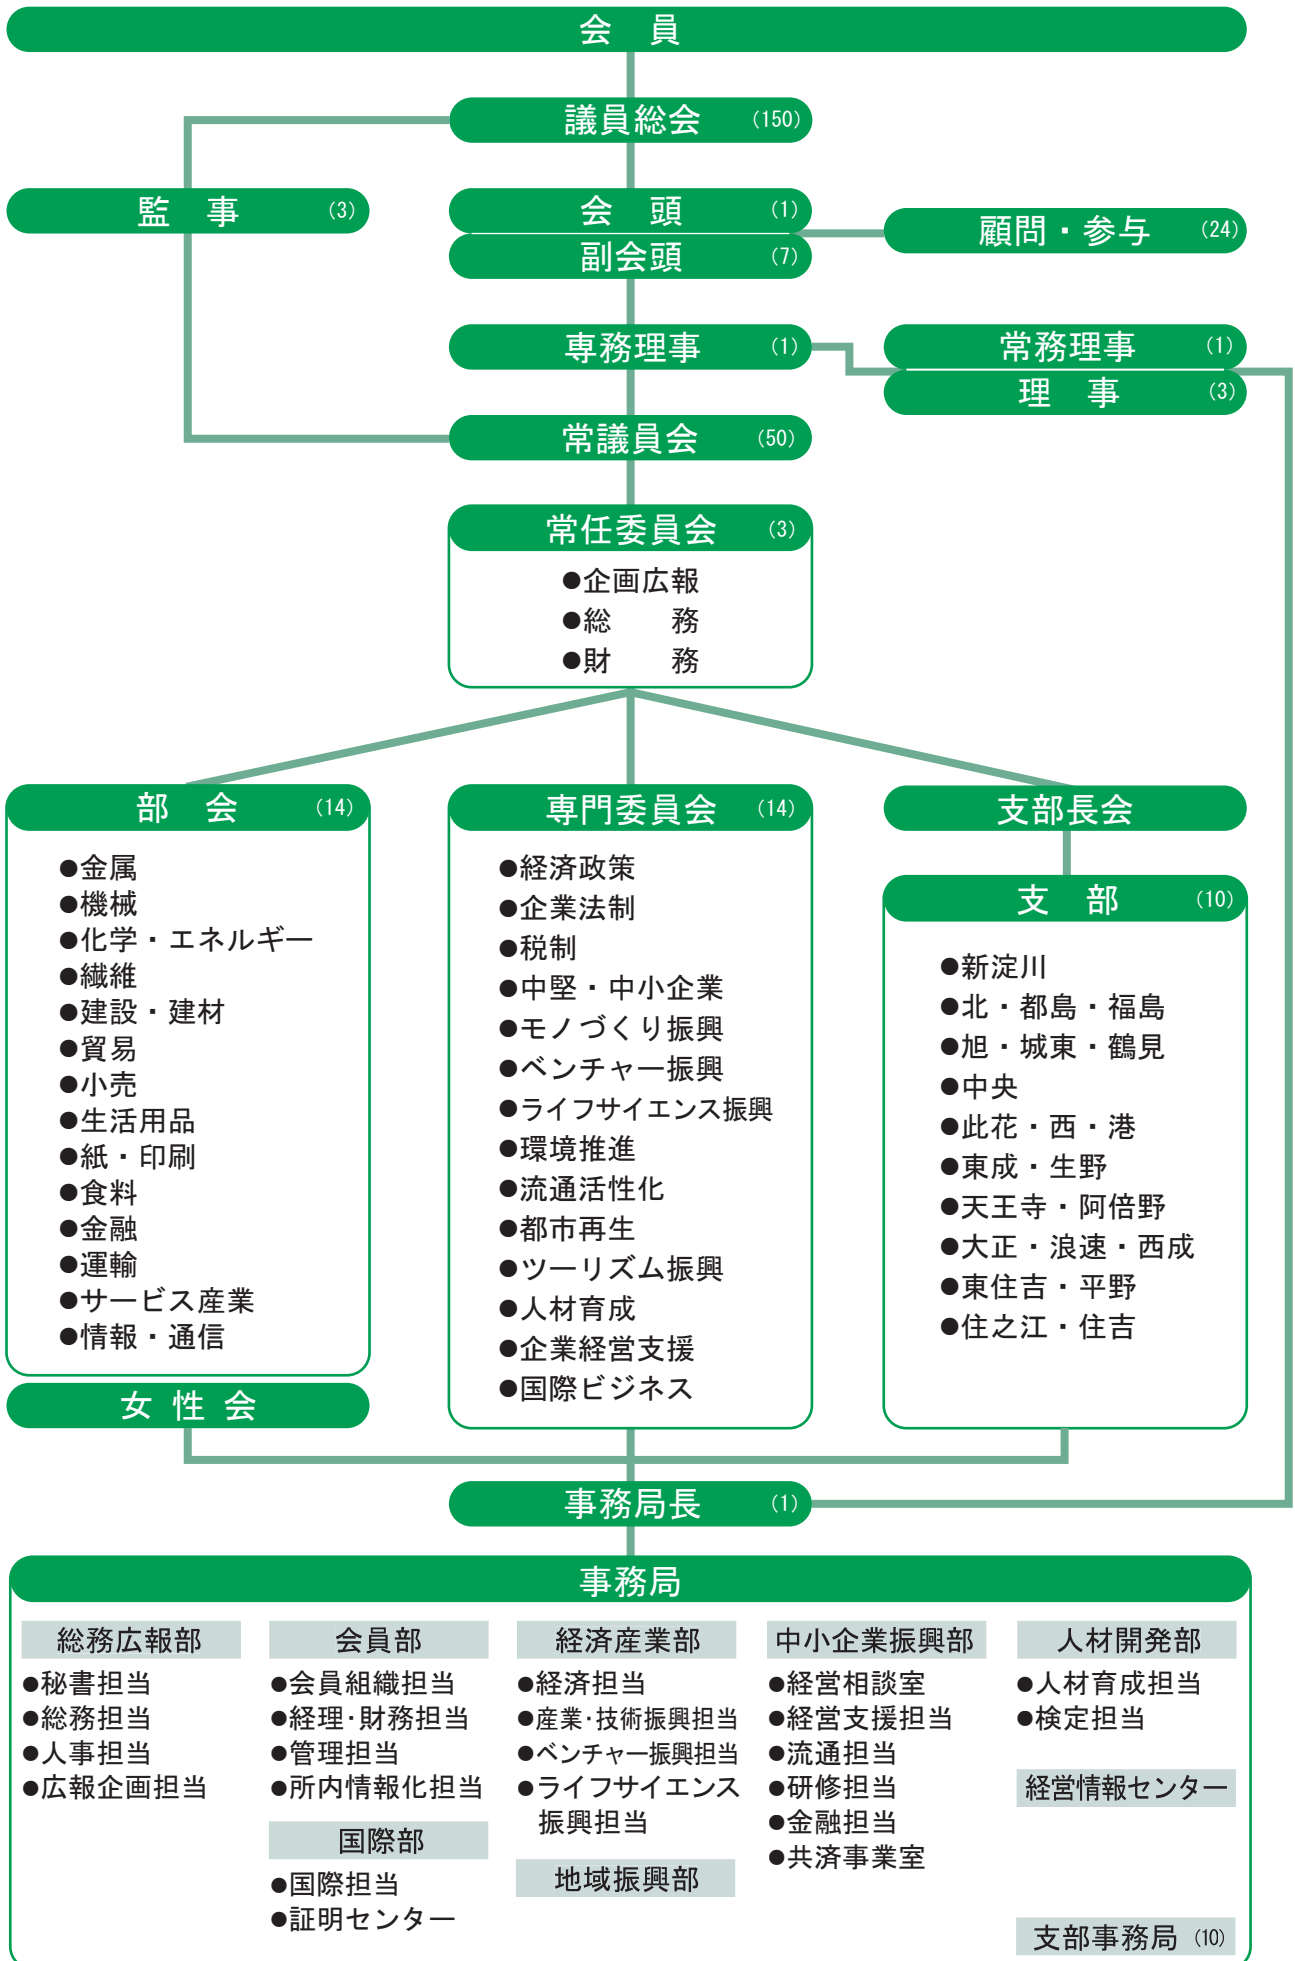 会　員
議員総会 (150)
監　事 (3)
会　頭 (1)
副会頭 (7)
顧問・参与 (24)
専務理事 (1)
常務理事 (1)
理　事 (3)
常議員会 (50)
常任委員会 (3)
●企画広報
●総　　務
●財　　務
部　会 (14)
●金属
●機械
●化学・エネルギー
●繊維
●建設・建材
●貿易
●小売
●生活用品
●紙・印刷
●食料
●金融
●運輸
●サービス産業
●情報・通信
女 性 会
専門委員会 (14)
●経済政策
●企業法制
●税制
●中堅・中小企業
●モノづくり振興
●ベンチャー振興
●ライフサイエンス振興
●環境推進
●流通活性化
●都市再生
●ツーリズム振興
●人材育成
●企業経営支援
●国際ビジネス
支部長会
支　部 (10)
●新淀川
●北・都島・福島
●旭・城東・鶴見
●中央
●此花・西・港
●東成・生野
●天王寺・阿倍野
●大正・浪速・西成
●東住吉・平野
●住之江・住吉
事務局長 (1)
事務局
総務広報部
●秘書担当
●総務担当
●人事担当
●広報企画担当
会員部
●会員組織担当
●経理・財務担当
●管理担当
●所内情報化担当
国際部
●国際担当
●証明センター
経済産業部
●経済担当
●産業・技術振興担当
●ベンチャー振興担当
●ライフサイエンス
振興担当
地域振興部
中小企業振興部
●経営相談室
●経営支援担当
●流通担当
●研修担当
●金融担当
●共済事業室
人材開発部
●人材育成担当
●検定担当
経営情報センター
支部事務局 (10)